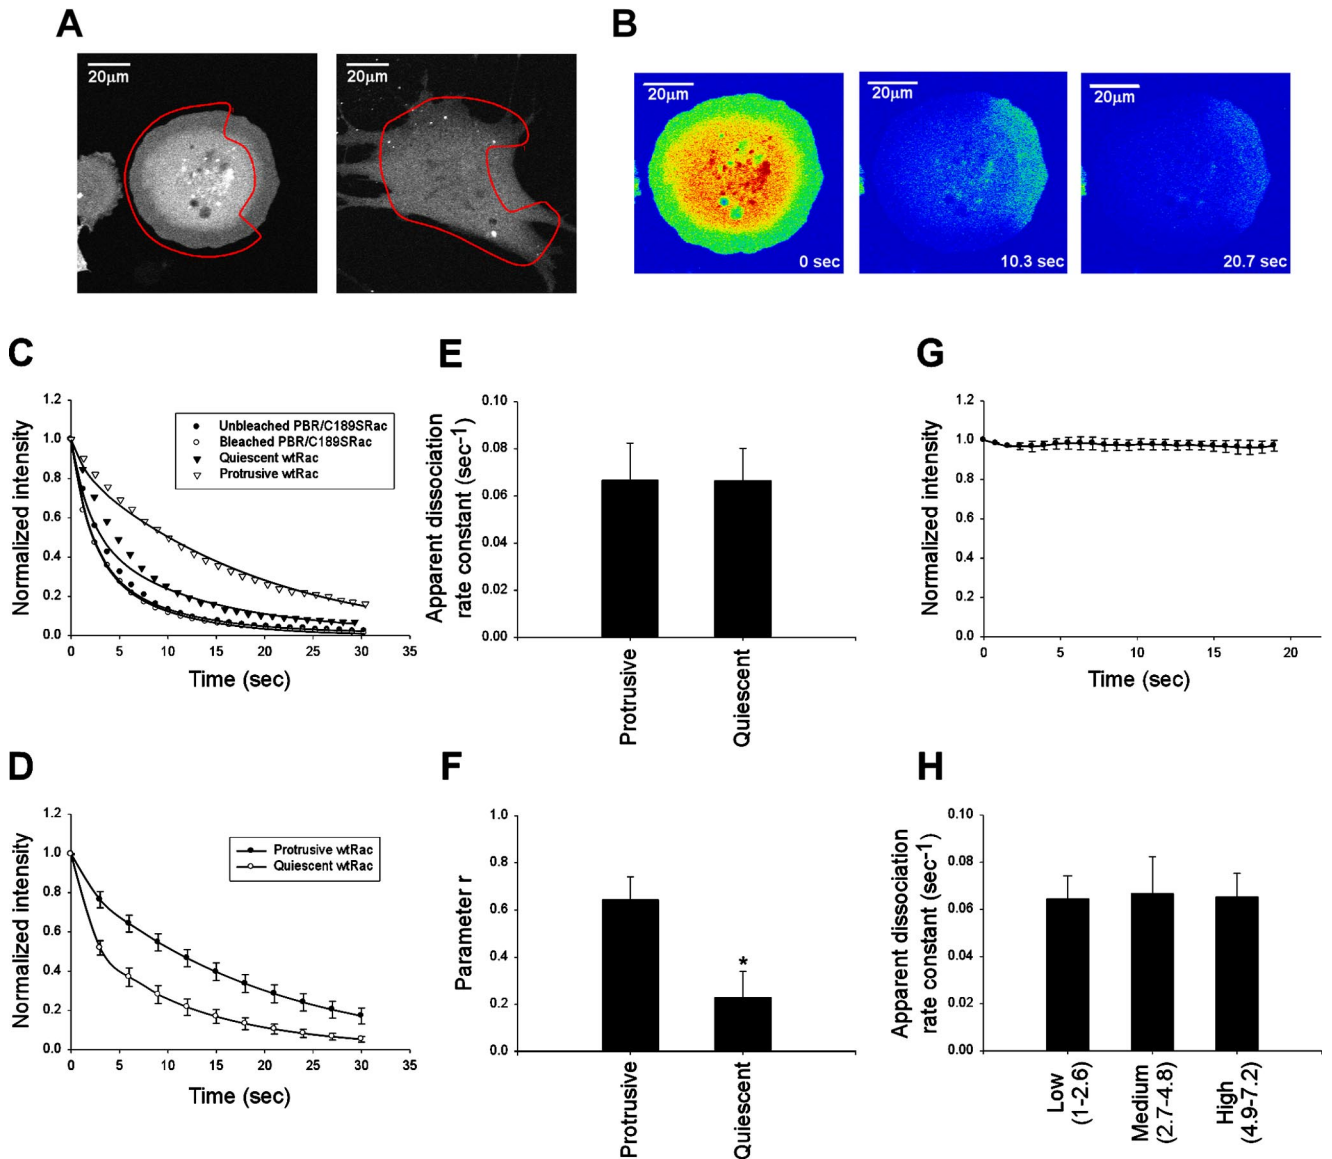 A
20μm
20μm
B
20μm
20μm
20μm
0 sec
10.3 sec
20.7 sec
C
Normalized intensity
1.2
1.0
0.8
0.6
0.4
0.2
0.0
0
5
10
15
20
25
30
35
Time (sec)
Unbleached PBR/C189SRac
Bleached PBR/C189SRac
Quiescent wtRac
Protrusive wtRac
E
Apparent dissociation
rate constant (sec-1)
0.10
0.08
0.06
0.04
0.02
0.00
Protrusive
Quiescent
G
Normalized intensity
1.2
1.0
0.8
0.6
0.4
0.2
0.0
0
5
10
15
20
Time (sec)
D
Normalized intensity
1.2
1.0
0.8
0.6
0.4
0.2
0.0
0
5
10
15
20
25
30
35
Time (sec)
Protrusive wtRac
Quiescent wtRac
F
Parameter r
1.0
0.8
0.6
0.4
0.2
0.0
*
Protrusive
Quiescent
H
Apparent dissociation
rate constant (sec-1)
0.10
0.08
0.06
0.04
0.02
0.00
Low
(1-2.6)
Medium
(2.7-4.8)
High
(4.9-7.2)